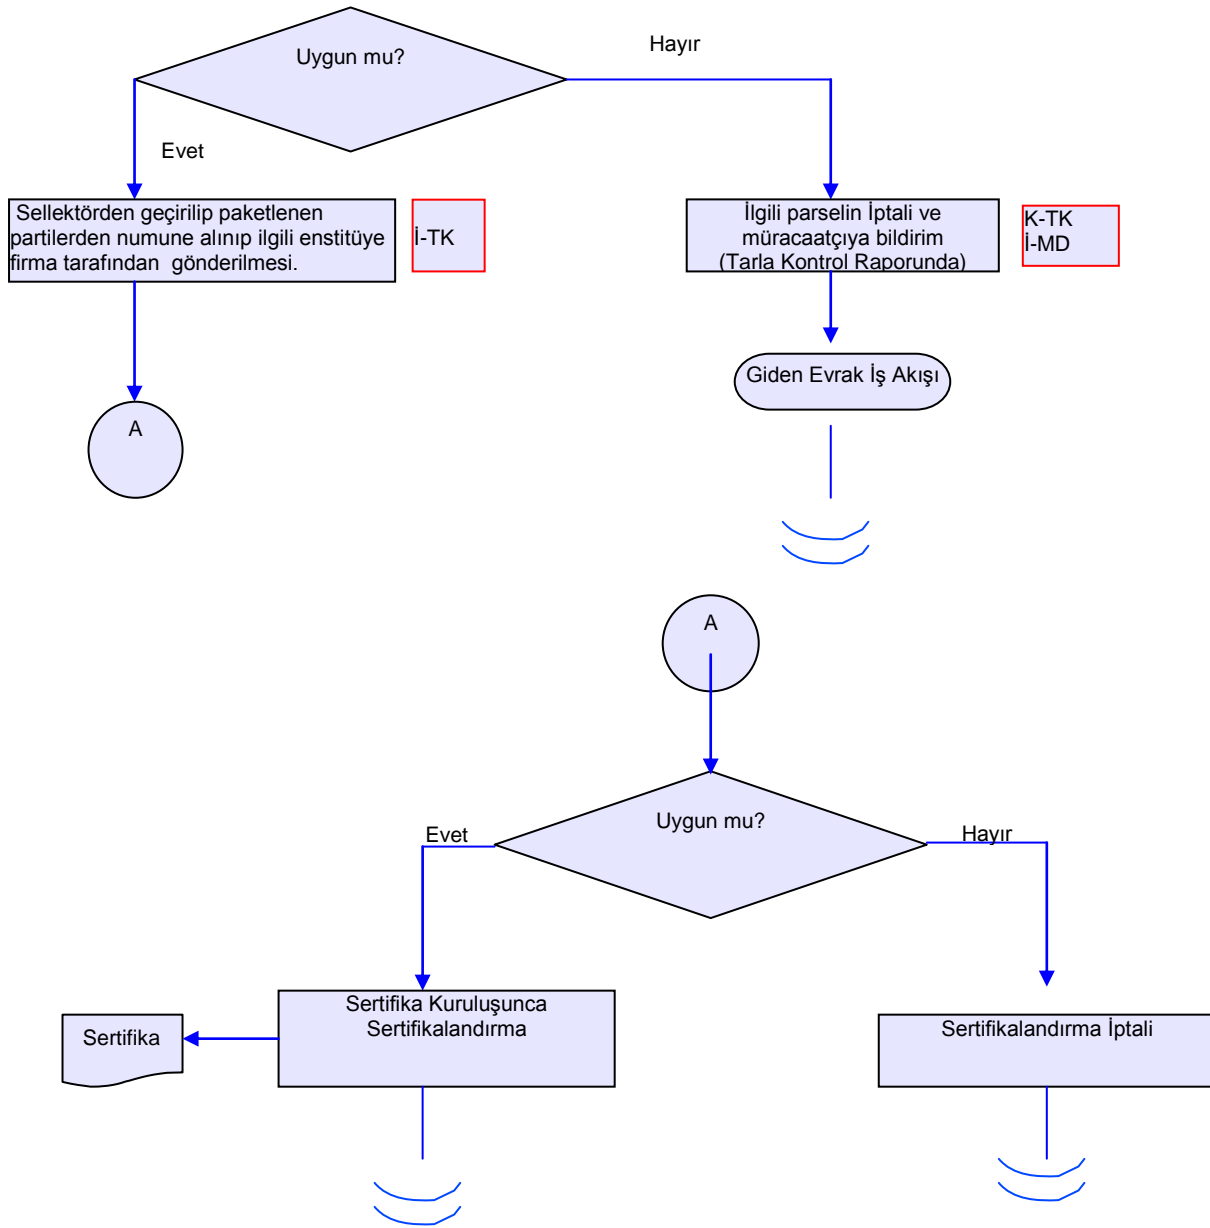 Uygun mu?
Hayır
Evet
Sellektörden geçirilip paketlenen
partilerden numune alınıp ilgili enstitüye
firma tarafından gönderilmesi.
İ-TK
İlgili parselin İptali ve
müracaatçıya bildirim
(Tarla Kontrol Raporunda)
K-TK
İ-MD
Giden Evrak İş Akışı
A
A
Uygun mu?
Evet
Hayır
Sertifika Kuruluşunca
Sertifikalandırma
Sertifika
Sertifikalandırma İptali